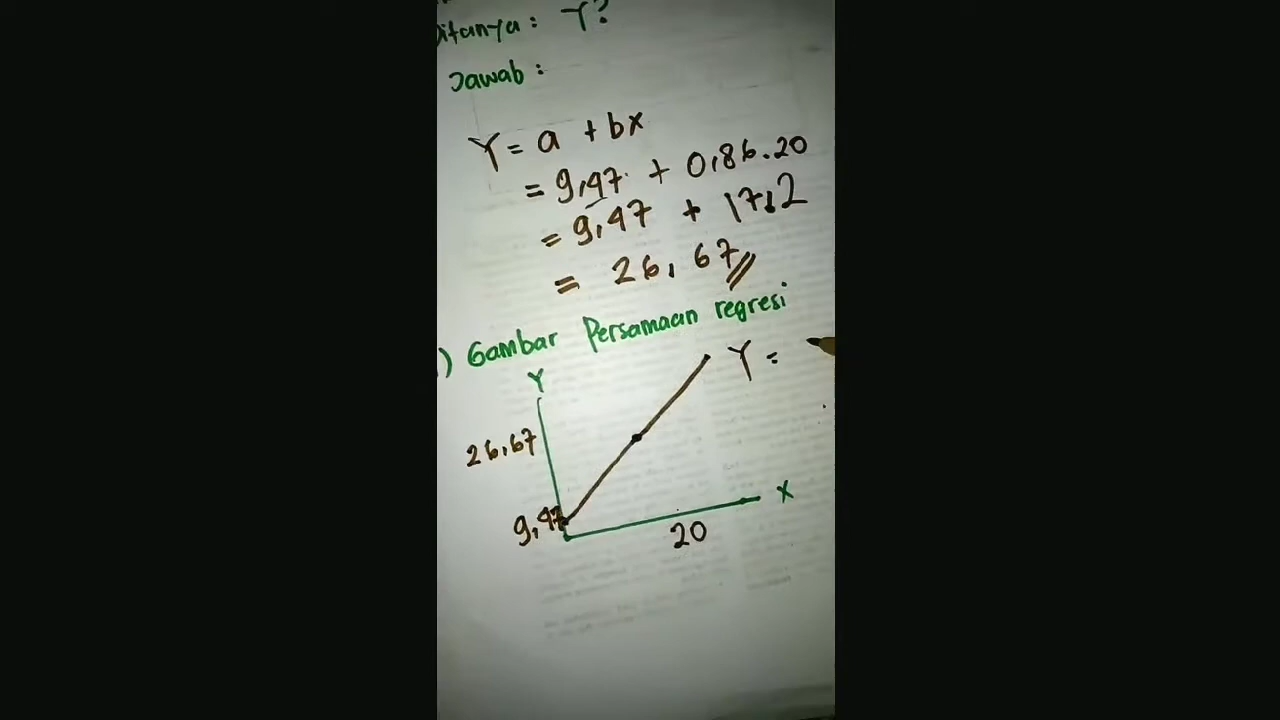 Ditanya : Y?
Jawab :
Y = a + bx
= 9,47 + 0,86.20
= 9,47 + 17,2
= 26,67
) Gambar Persamaan regresi
Y
Y =
26,67
X
9,47
20